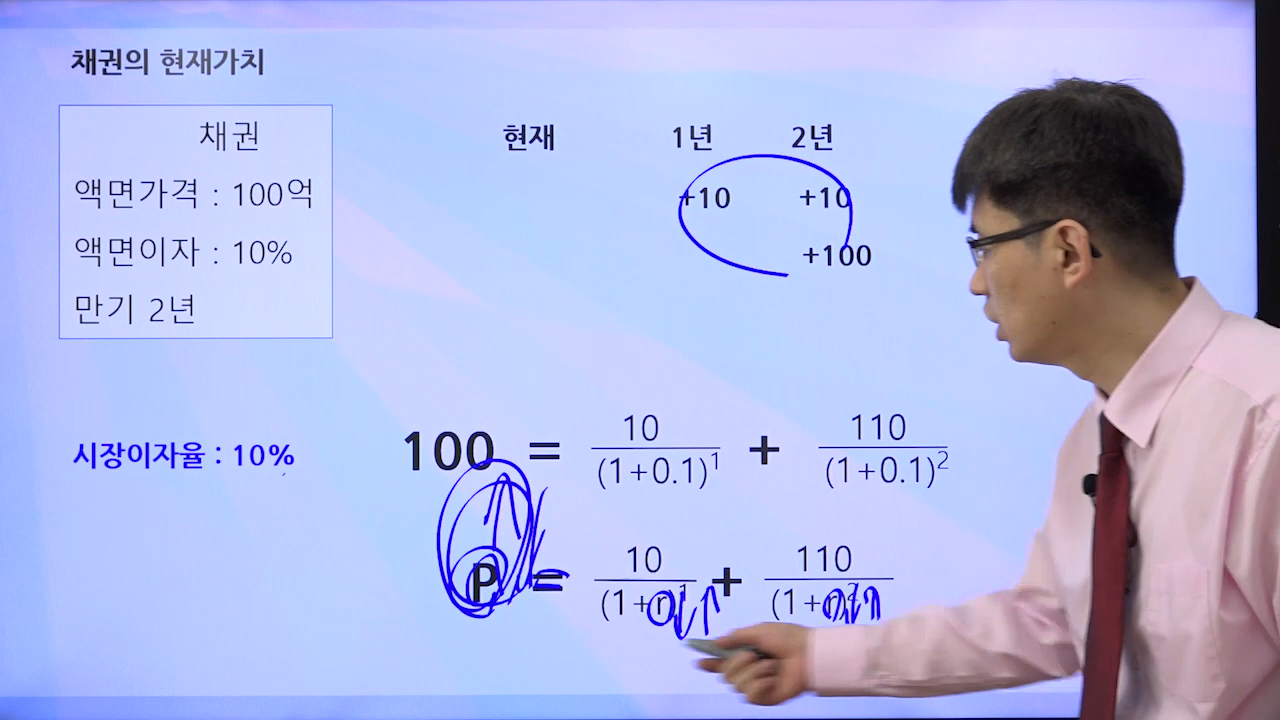 채권의 현재가치
채권
액면가격 : 100억
액면이자 : 10%
만기 2년
현재 1년 2년
+10 +10
+100
시장이자율 : 10%
100 = 10/(1+0.1)^1 + 110/(1+0.1)^2
P = 10/(1+r)^1 + 110/(1+